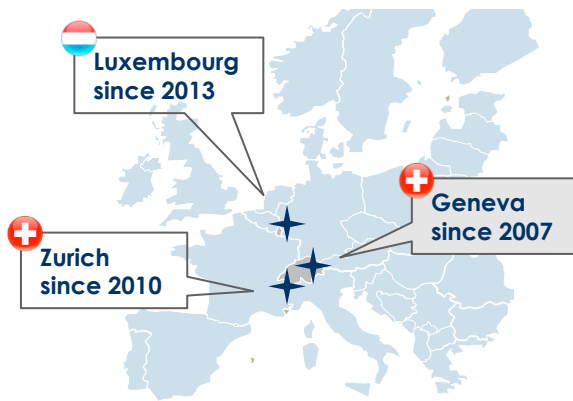 Luxembourg
since 2013
Geneva
since 2007
Zurich
since 2010